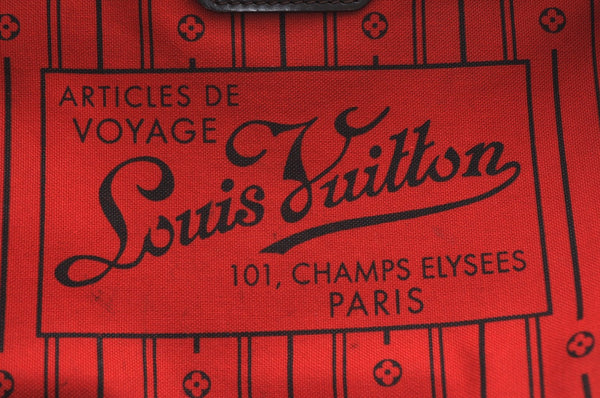 ARTICLES DE
VOYAGE
Louis Vuitton
101, CHAMPS ELYSEES
PARIS